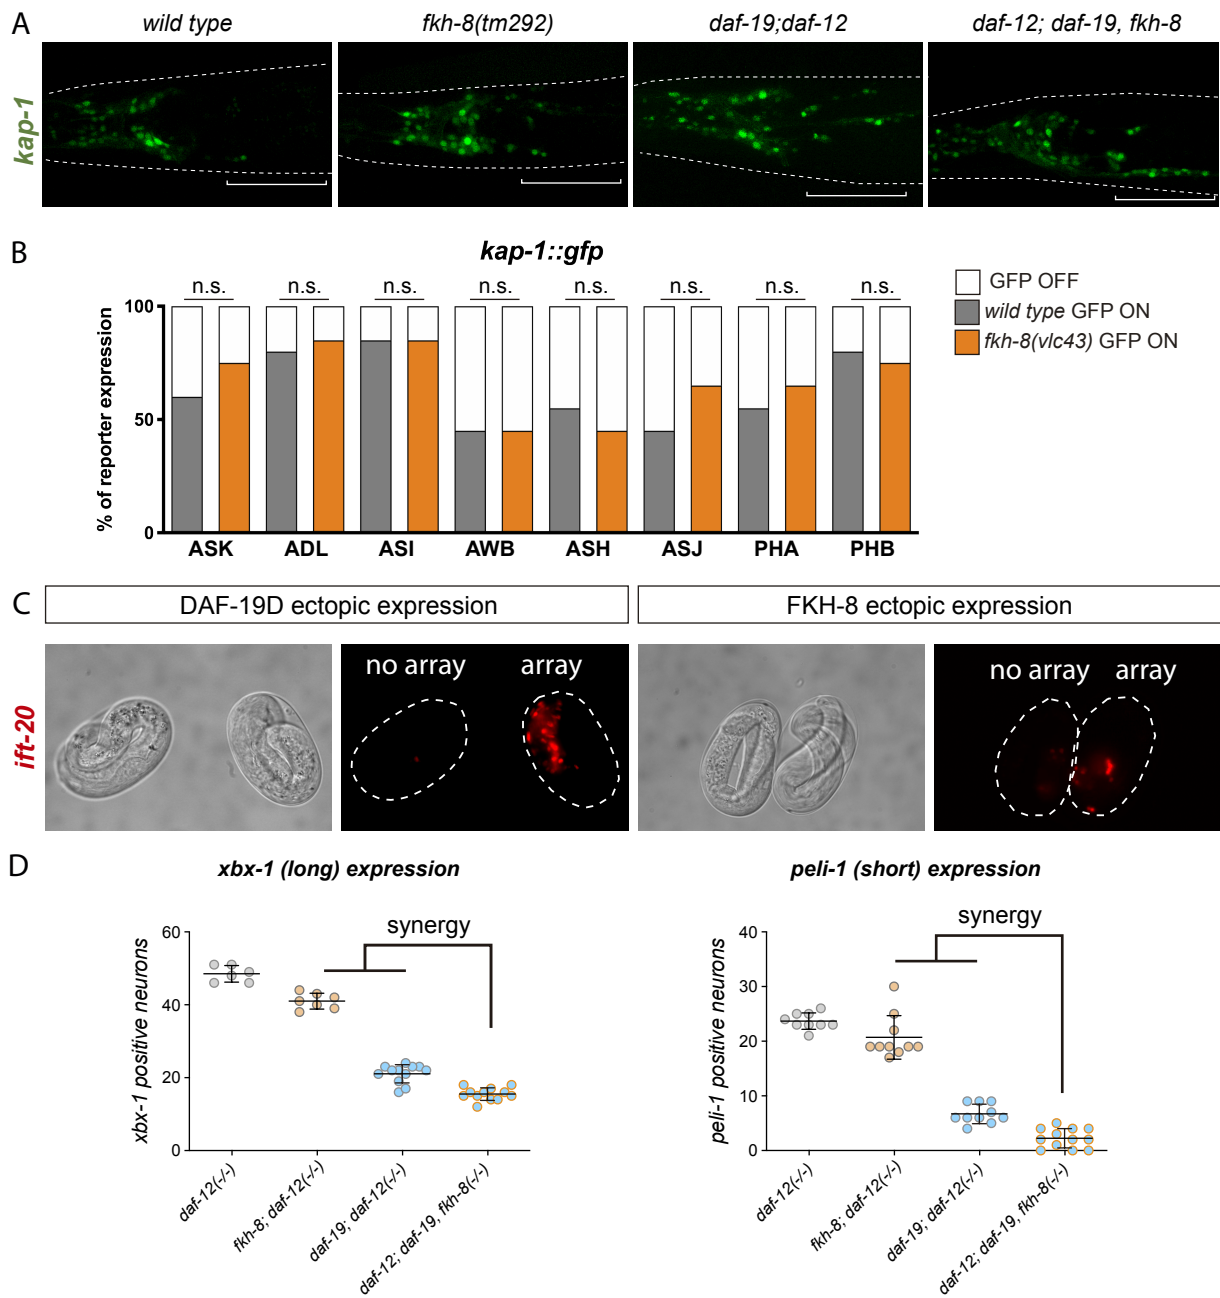 A
wild type
fkh-8(tm292)
daf-19;daf-12
daf-12; daf-19, fkh-8
kap-1
B
kap-1::gfp
n.s. n.s. n.s. n.s. n.s. n.s. n.s. n.s.
% of reporter expression
100
50
0
ASK ADL ASI AWB ASH ASJ PHA PHB
GFP OFF
wild type GFP ON
fkh-8(vlc43) GFP ON
C
DAF-19D ectopic expression
FKH-8 ectopic expression
ift-20
no array array
no array array
D
xbx-1 (long) expression
synergy
xbx-1 positive neurons
60
40
20
0
daf-12(-/-)
fkh-8; daf-12(-/-)
daf-19; daf-12(-/-)
daf-12; daf-19, fkh-8(-/-)
peli-1 (short) expression
synergy
peli-1 positive neurons
40
30
20
10
0
daf-12(-/-)
fkh-8; daf-12(-/-)
daf-19; daf-12(-/-)
daf-12; daf-19, fkh-8(-/-)